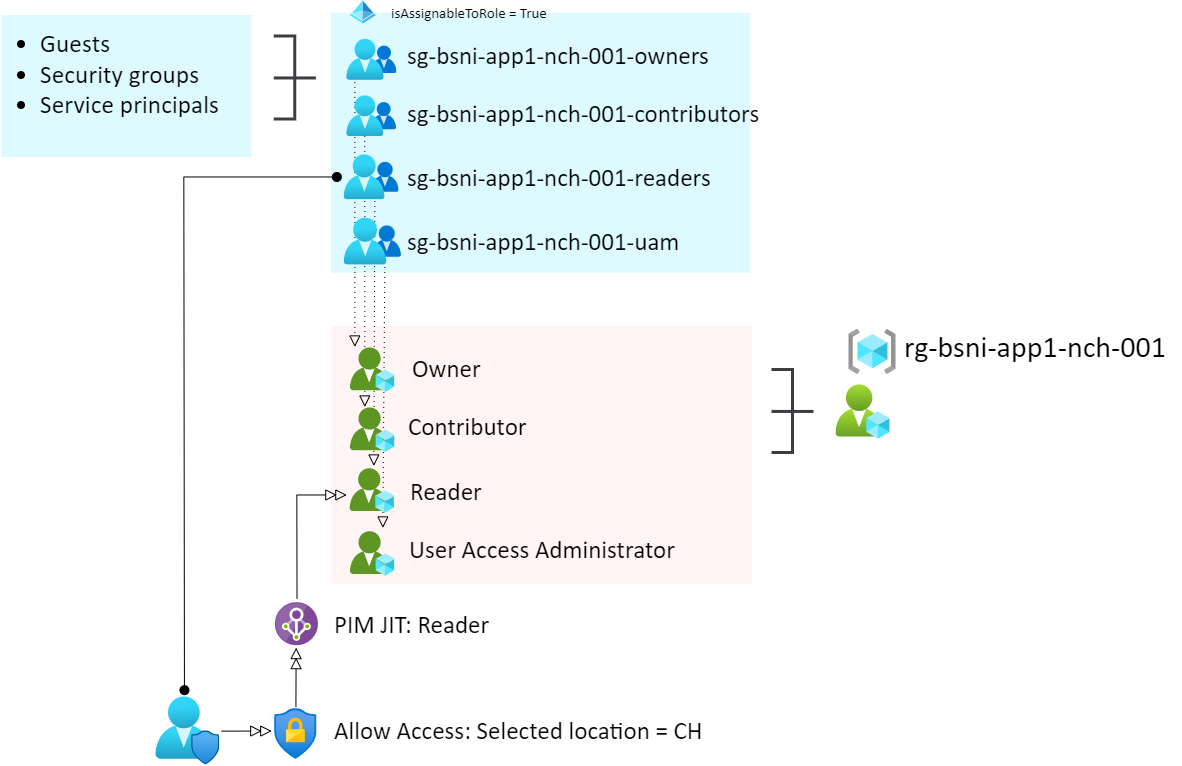 isAssignableToRole = True
Guests
Security groups
Service principals
sg-bsni-app1-nch-001-owners
sg-bsni-app1-nch-001-contributors
sg-bsni-app1-nch-001-readers
sg-bsni-app1-nch-001-uam
rg-bsni-app1-nch-001
Owner
Contributor
Reader
User Access Administrator
PIM JIT: Reader
Allow Access: Selected location = CH